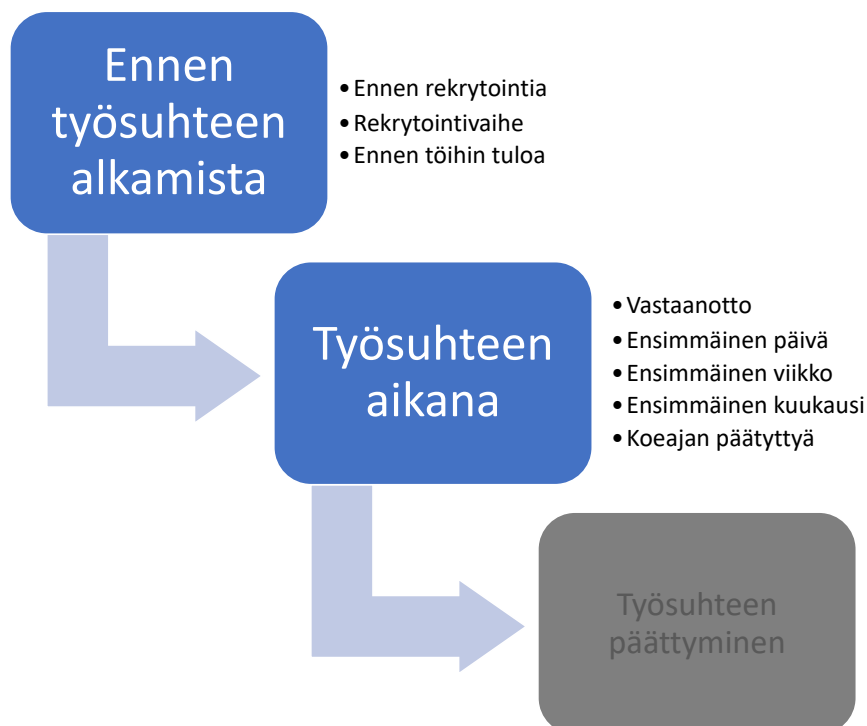 Ennen
työsuhteen
alkamista
• Ennen rekrytointia
• Rekrytointivaihe
• Ennen töihin tuloa
Työsuhteen
aikana
• Vastaanotto
• Ensimmäinen päivä
• Ensimmäinen viikko
• Ensimmäinen kuukausi
• Koeajan päätyttyä
Työsuhteen
päättyminen